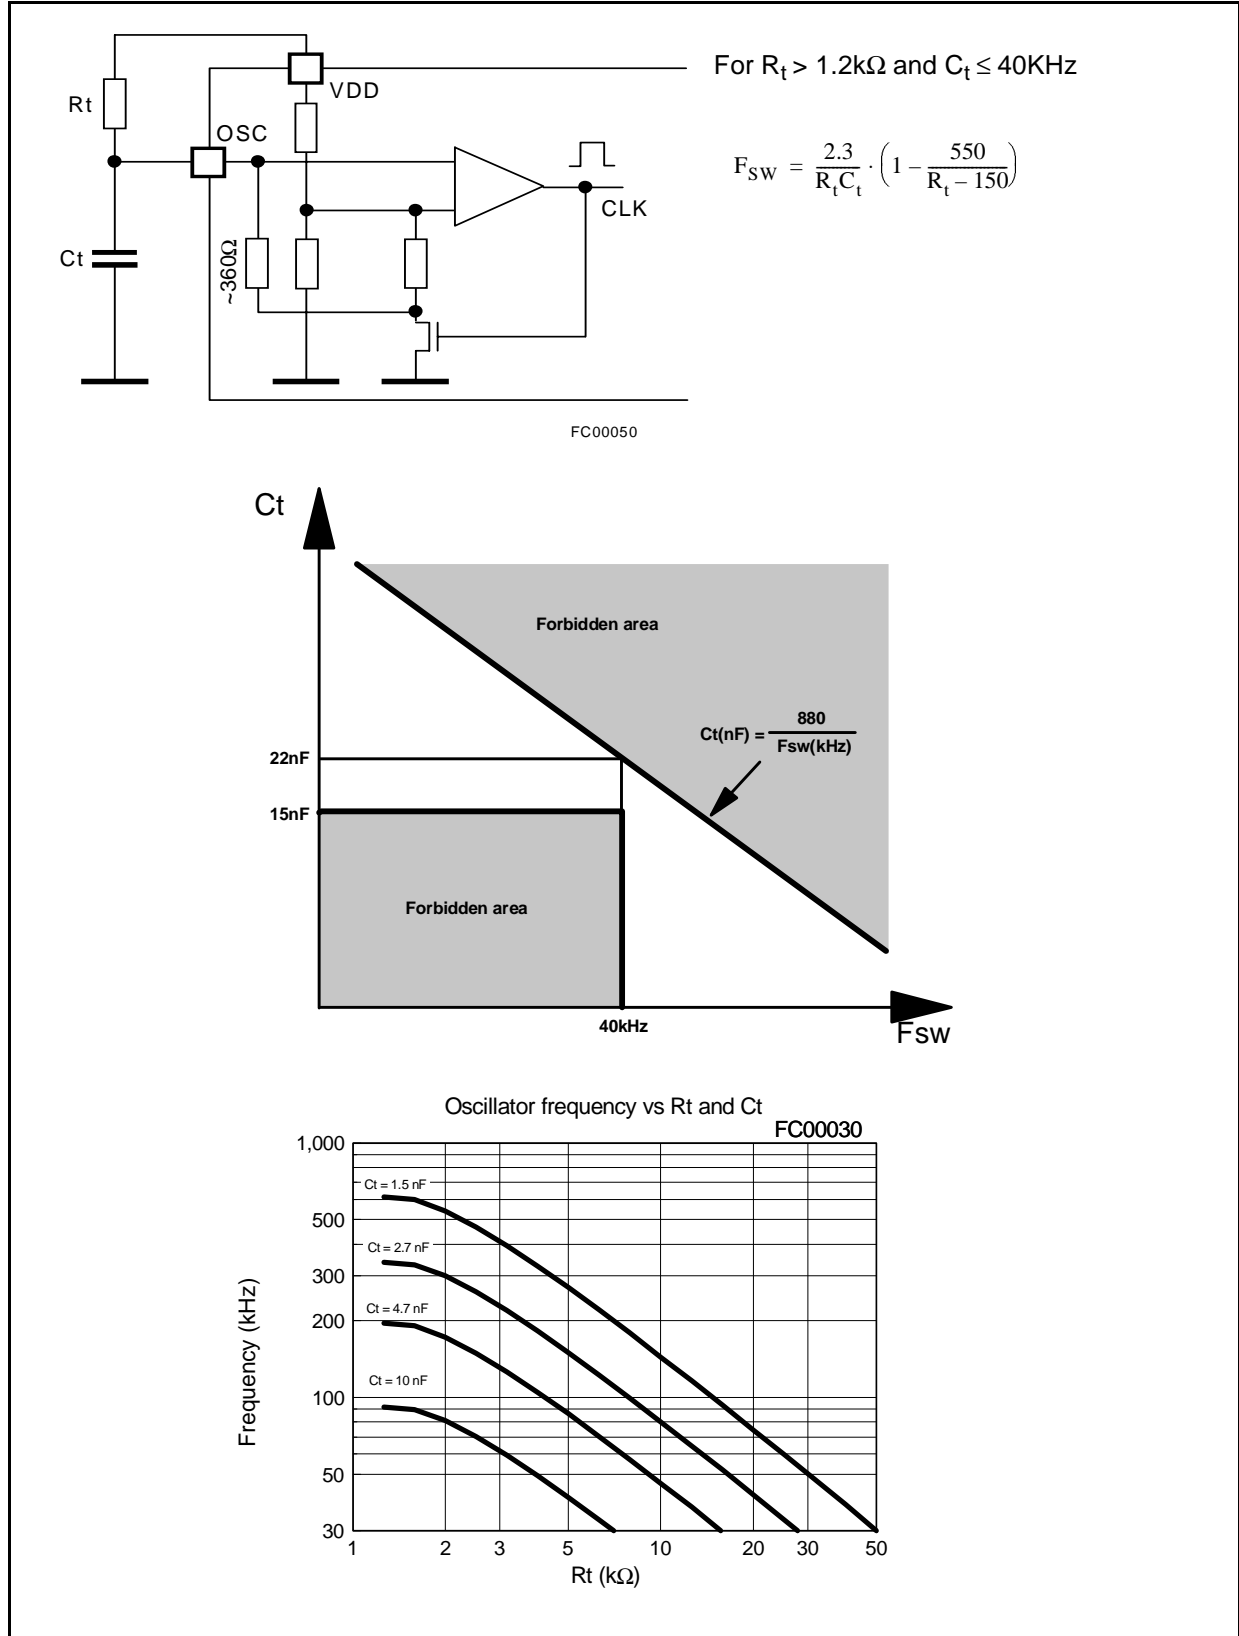 For Rt > 1.2kΩ and Ct ≤ 40KHz
VDD
Rt
OSC
FSW = 2.3 / RtCt · (1 − 550 / Rt − 150)
CLK
Ct
~360Ω
FC00050
Ct
Forbidden area
Ct(nF) = 880 / Fsw(kHz)
22nF
15nF
Forbidden area
40kHz
Fsw
Oscillator frequency vs Rt and Ct
FC00030
1,000
Ct = 1.5 nF
500
Ct = 2.7 nF
300
Ct = 4.7 nF
200
Ct = 10 nF
100
50
30
Frequency (kHz)
1 2 3 5 10 20 30 50
Rt (kΩ)